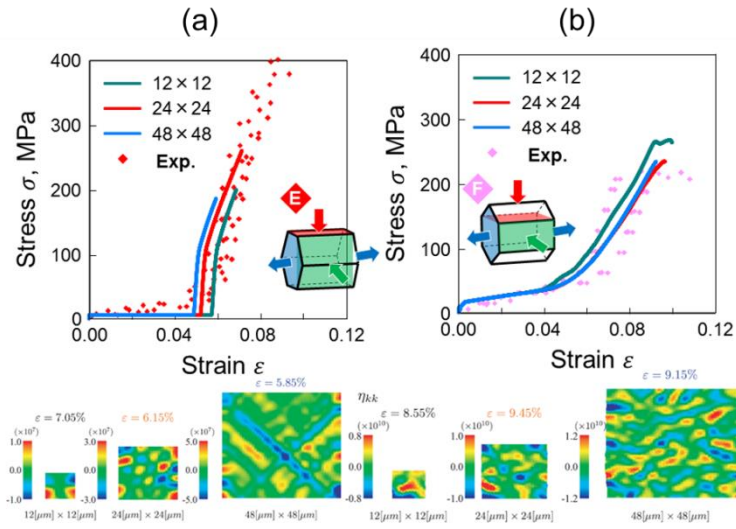 (a)
(b)
400
300
200
100
0
0.00
0.04
0.08
0.12
Stress σ, MPa
Strain ε
12×12
24×24
48×48
Exp.
E
400
300
200
100
0
0.00
0.04
0.08
0.12
Stress σ, MPa
Strain ε
12×12
24×24
48×48
Exp.
F
ε = 7.05%
(×10⁷)
1.0
0.0
-1.0
12[μm]×12[μm]
ε = 6.15%
(×10⁷)
3.0
0.0
-3.0
24[μm]×24[μm]
ε = 5.85%
(×10⁷)
5.0
0.0
-5.0
48[μm]×48[μm]
ηkk
ε = 8.55%
(×10¹⁰)
0.8
0.0
-0.8
12[μm]×12[μm]
ε = 9.45%
(×10¹⁰)
1.0
0.0
-1.0
24[μm]×24[μm]
ε = 9.15%
(×10¹⁰)
1.2
0.0
-1.2
48[μm]×48[μm]